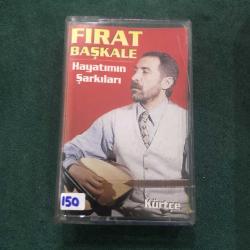 FIRAT
BAŞKALE
Hayatımın
Şarkıları
Kürtçe
150